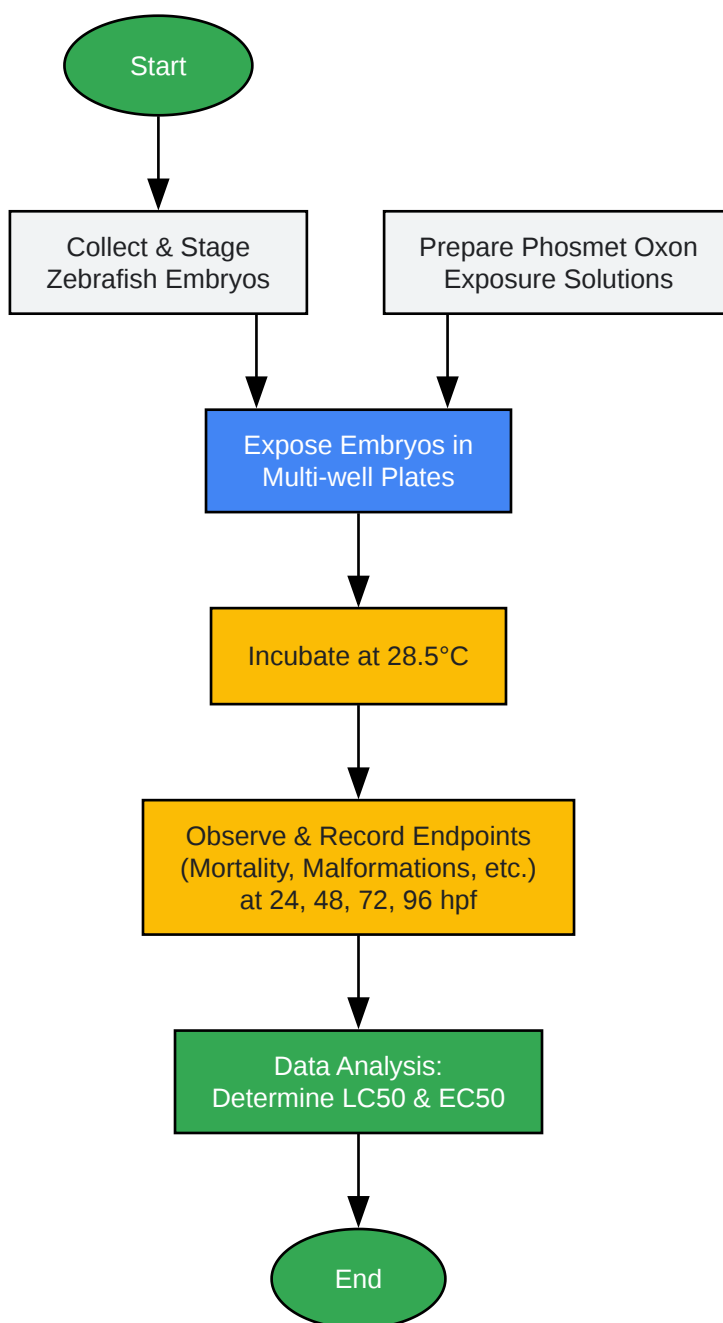 Start
Collect & Stage
Zebrafish Embryos
Prepare Phosmet Oxon
Exposure Solutions
Expose Embryos in
Multi-well Plates
Incubate at 28.5°C
Observe & Record Endpoints
(Mortality, Malformations, etc.)
at 24, 48, 72, 96 hpf
Data Analysis:
Determine LC50 & EC50
End